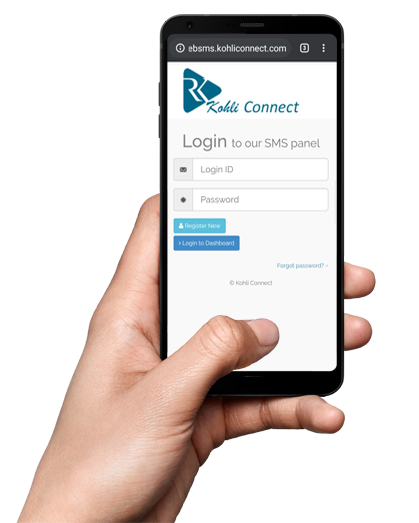 ebsms.kohliconnect.com 3
RK
Kohli Connect
Login to our SMS panel
Login ID
Password
Register New
› Login to Dashboard
Forgot password? -
© Kohli Connect